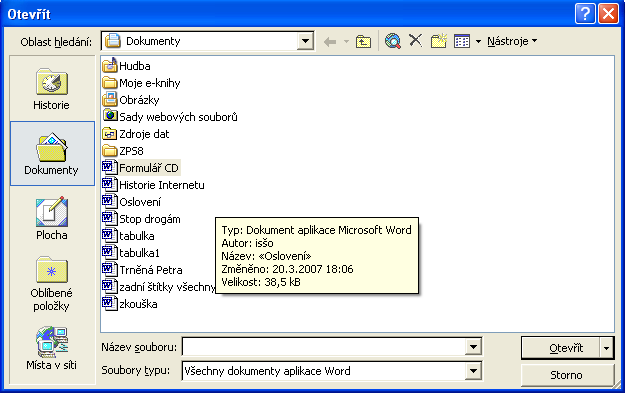 Otevřít
Oblast hledání:
Dokumenty
Nástroje
Historie
Dokumenty
Plocha
Oblíbené
položky
Místa v síti
Hudba
Moje e-knihy
Obrázky
Sady webových souborů
Zdroje dat
ZPS8
Formulář CD
Historie Internetu
Oslovení
Stop drogám
tabulka
tabulka1
Trněná Petra
zadní štítky všechny
zkouška
Typ: Dokument aplikace Microsoft Word
Autor: isšo
Název: «Oslovení»
Změněno: 20.3.2007 18:06
Velikost: 38,5 kB
Název souboru:
Otevřít
Soubory typu:
Všechny dokumenty aplikace Word
Storno